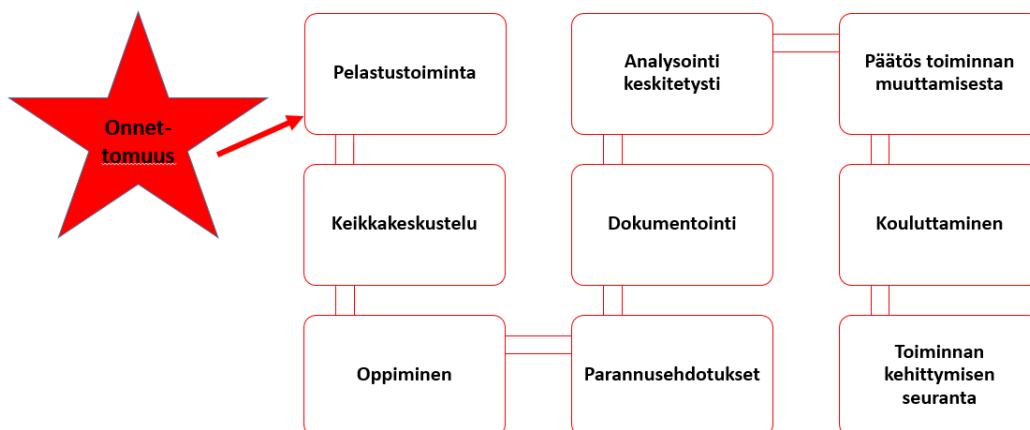 Onnet-
tomuus
Pelastustoiminta
Keikkakeskustelu
Oppiminen
Parannusehdotukset
Dokumentointi
Analysointi
keskitetysti
Päätös toiminnan
muuttamisesta
Kouluttaminen
Toiminnan
kehittymisen
seuranta